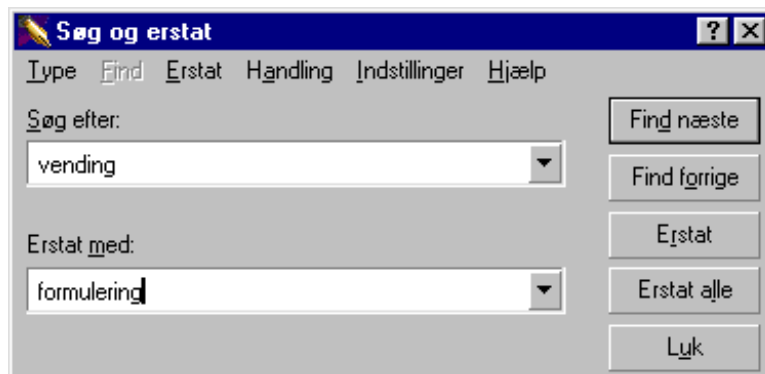 Søg og erstat
Type Find Erstat Handling Indstillinger Hjælp
Søg efter:
vending
Erstat med:
formulering
Find næste
Find forrige
Erstat
Erstat alle
Luk